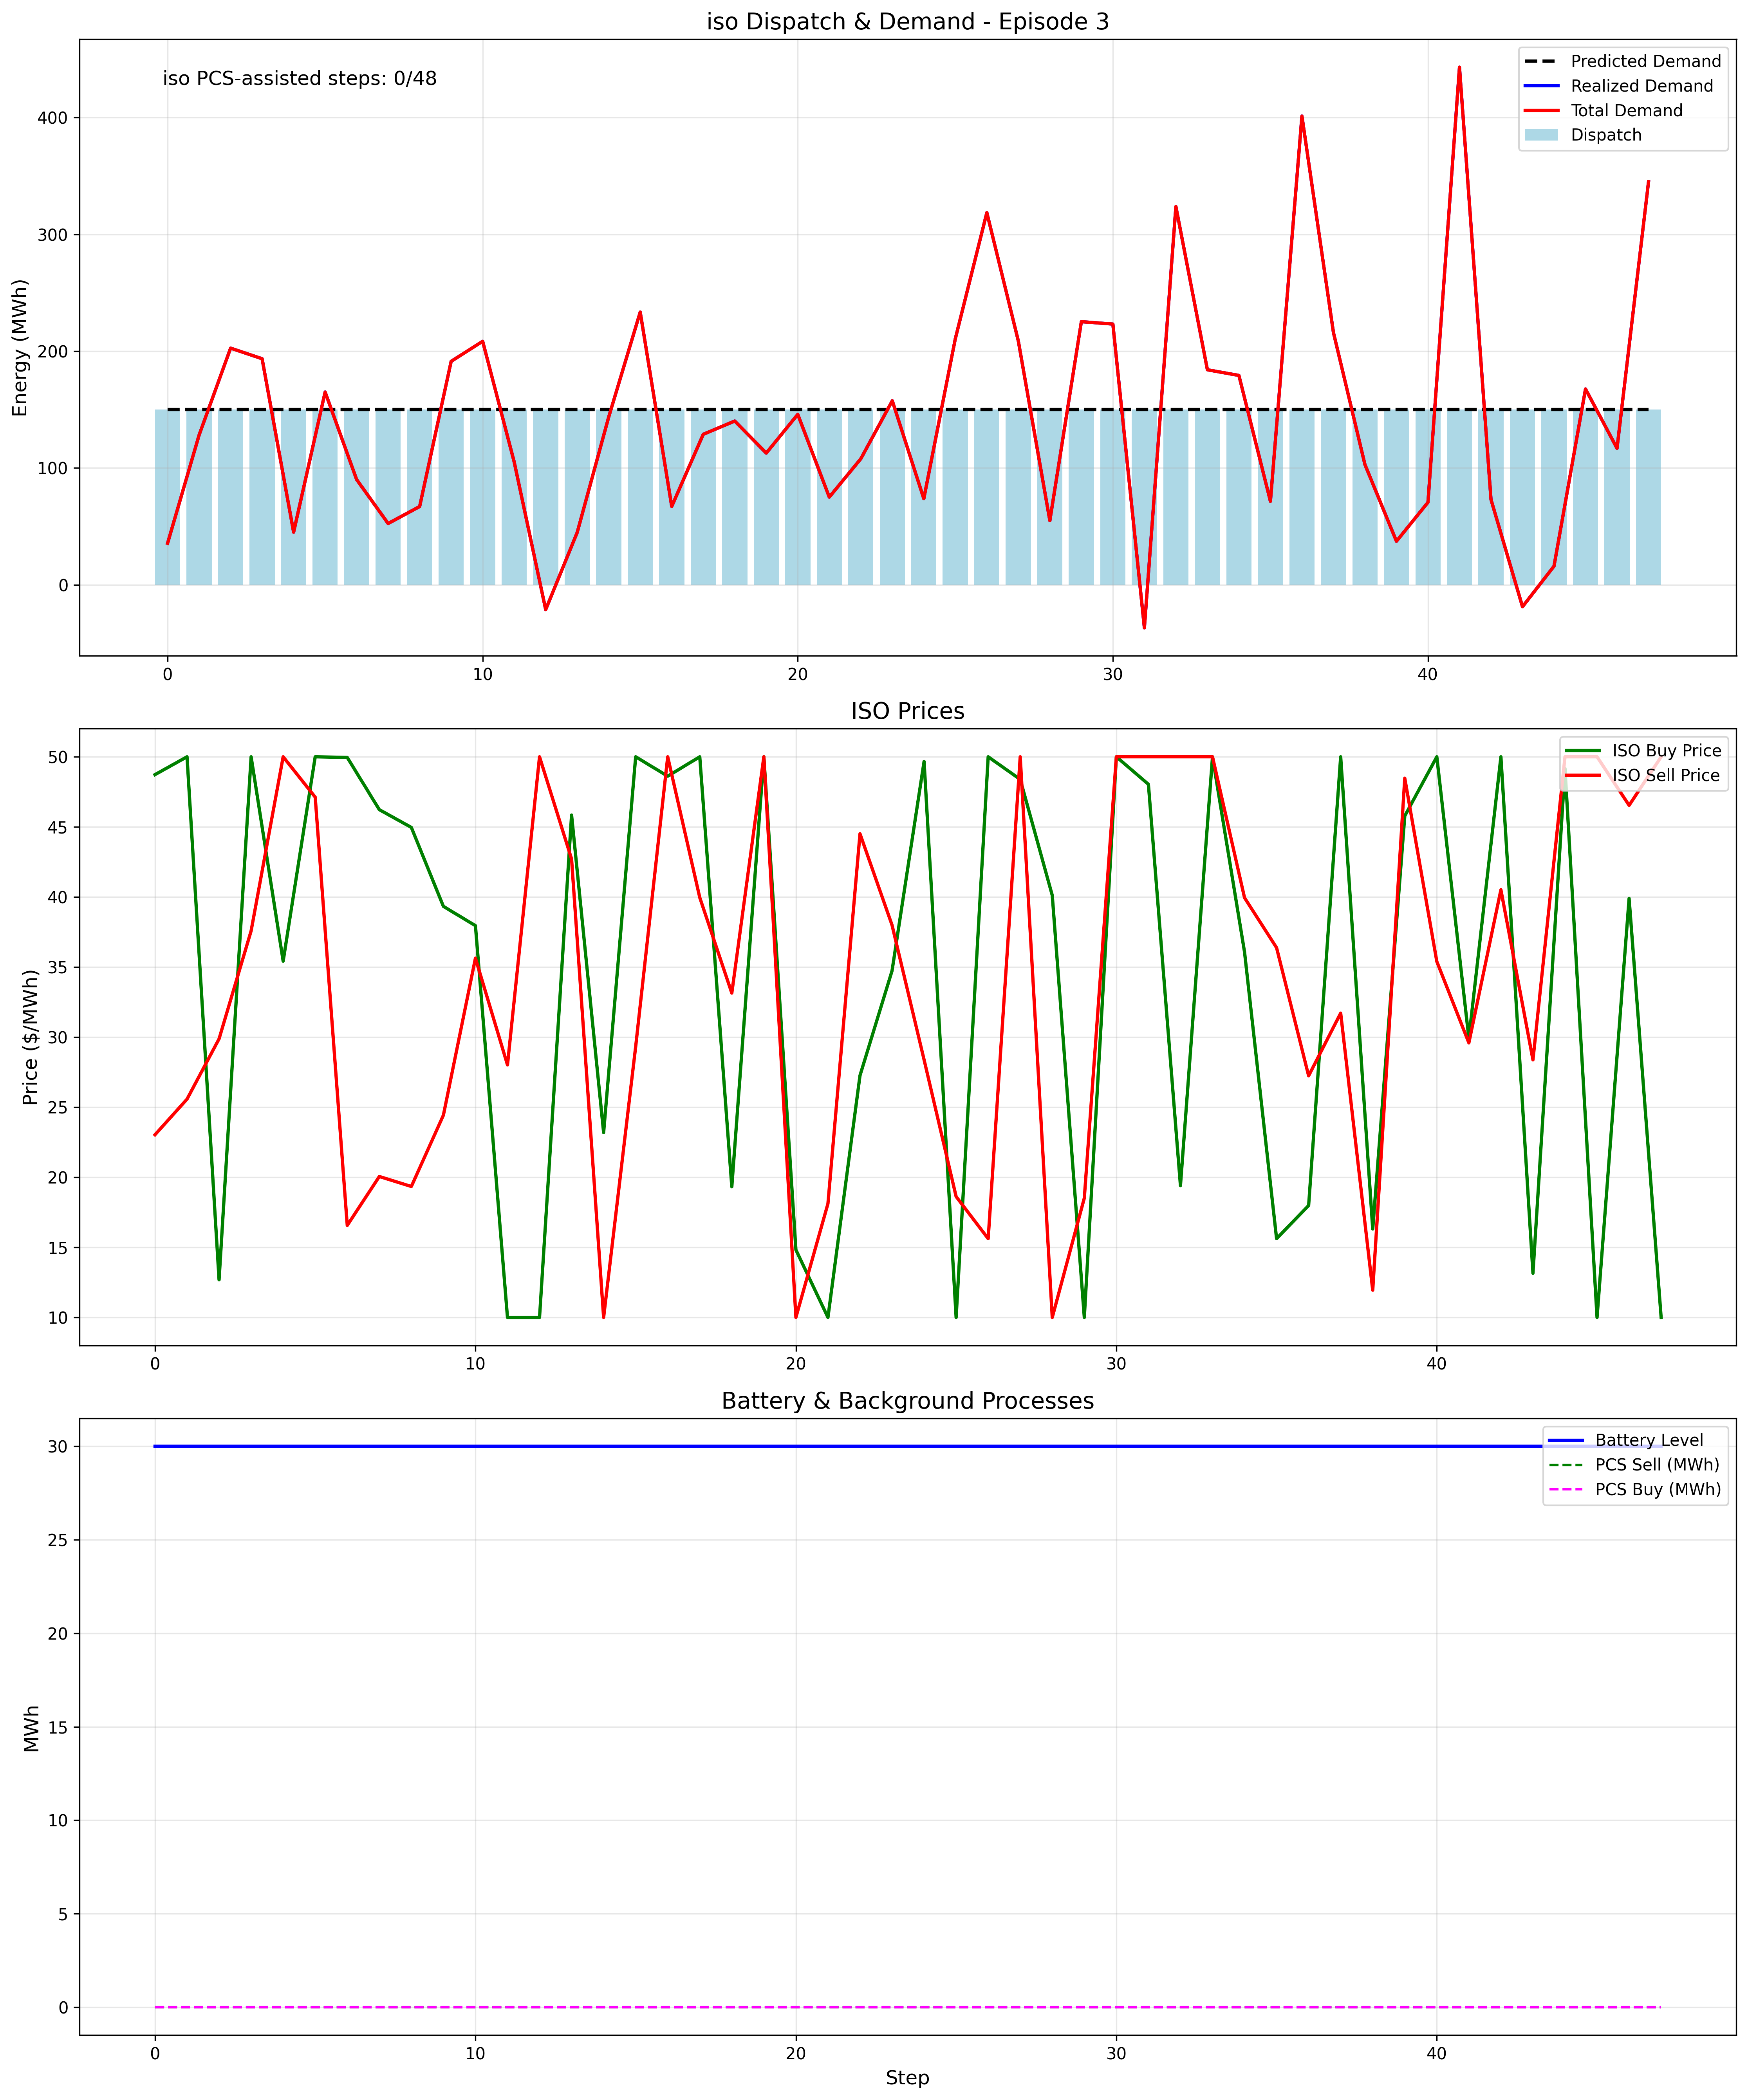 iso Dispatch & Demand - Episode 3
iso PCS-assisted steps: 0/48
Predicted Demand
Realized Demand
Total Demand
Dispatch
Energy (MWh)
400
300
200
100
0
0 10 20 30 40
ISO Prices
ISO Buy Price
ISO Sell Price
Price ($/MWh)
50
45
40
35
30
25
20
15
10
0 10 20 30 40
Battery & Background Processes
Battery Level
PCS Sell (MWh)
PCS Buy (MWh)
MWh
30
25
20
15
10
5
0
0 10 20 30 40
Step